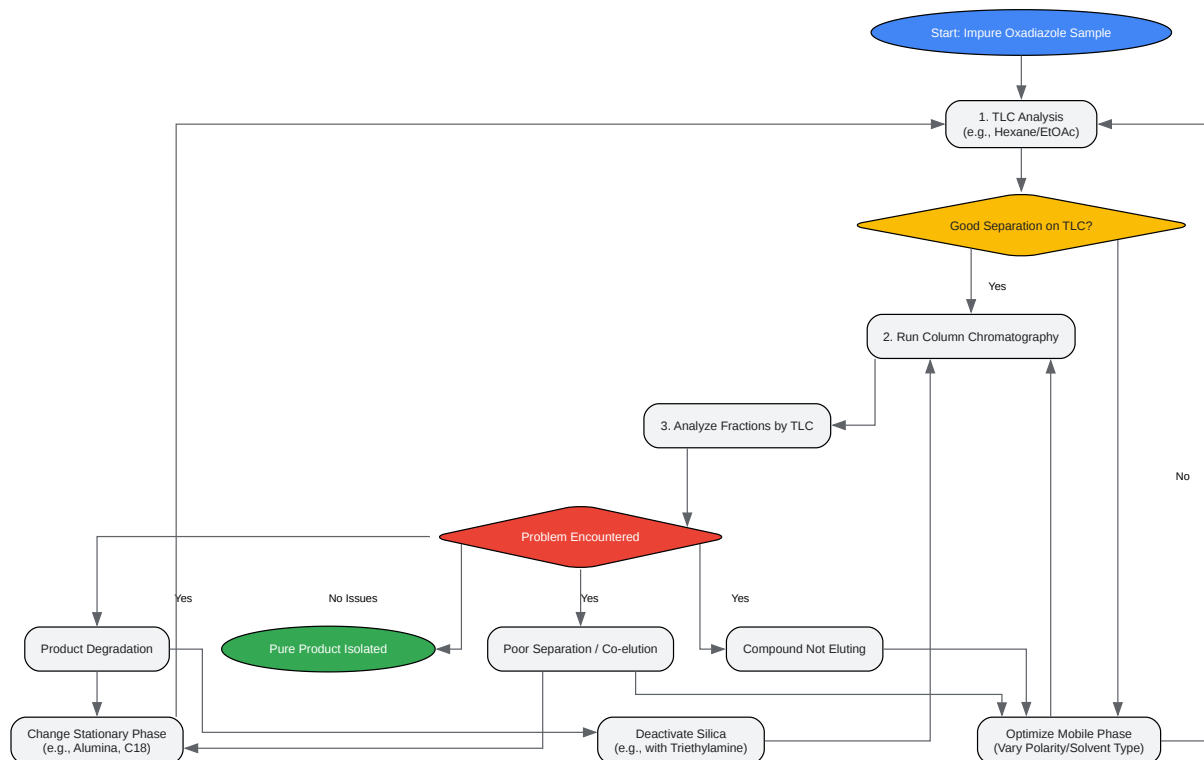 Start: Impure Oxadiazole Sample
1. TLC Analysis
(e.g., Hexane/EtOAc)
Good Separation on TLC?
Yes
2. Run Column Chromatography
3. Analyze Fractions by TLC
No
Problem Encountered
Yes
No Issues
Yes
Yes
Product Degradation
Pure Product Isolated
Poor Separation / Co-elution
Compound Not Eluting
Change Stationary Phase
(e.g., Alumina, C18)
Deactivate Silica
(e.g., with Triethylamine)
Optimize Mobile Phase
(Vary Polarity/Solvent Type)